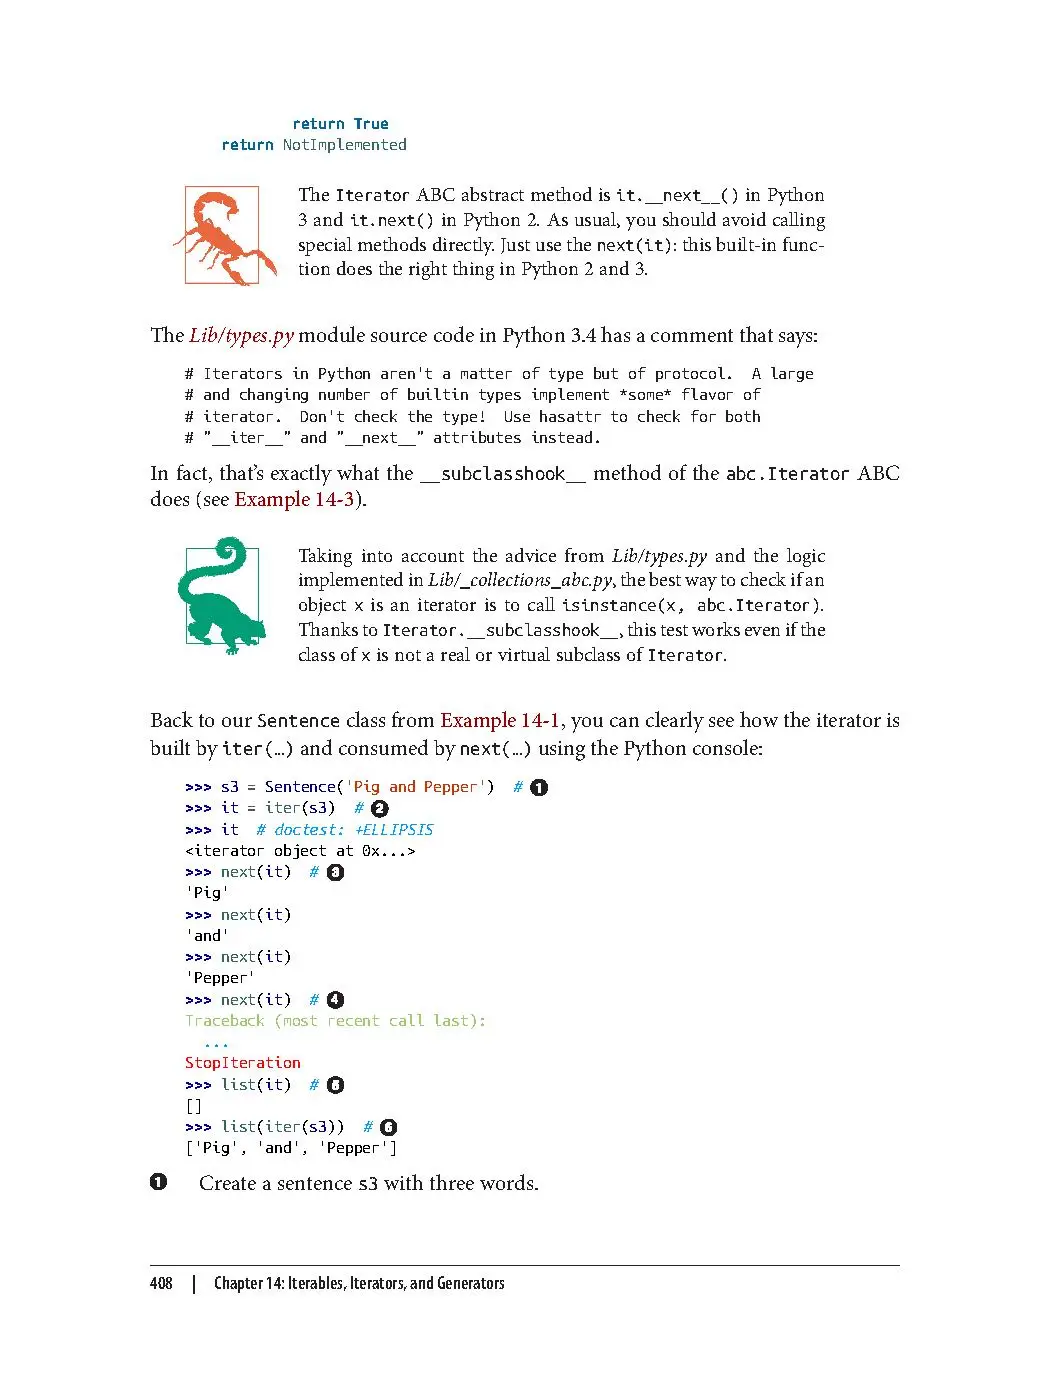 return True
return NotImplemented
The Iterator ABC abstract method is it.__next__() in Python
3 and it.next() in Python 2. As usual, you should avoid calling
special methods directly. Just use the next(it): this built-in func-
tion does the right thing in Python 2 and 3.
The Lib/types.py module source code in Python 3.4 has a comment that says:
# Iterators in Python aren't a matter of type but of protocol.  A large
# and changing number of builtin types implement *some* flavor of
# iterator.  Don't check the type!  Use hasattr to check for both
# "__iter__" and "__next__" attributes instead.
In fact, that’s exactly what the __subclasshook__ method of the abc.Iterator ABC
does (see Example 14-3).
Taking into account the advice from Lib/types.py and the logic
implemented in Lib/_collections_abc.py, the best way to check if an
object x is an iterator is to call isinstance(x, abc.Iterator).
Thanks to Iterator.__subclasshook__, this test works even if the
class of x is not a real or virtual subclass of Iterator.
Back to our Sentence class from Example 14-1, you can clearly see how the iterator is
built by iter(…) and consumed by next(…) using the Python console:
>>> s3 = Sentence('Pig and Pepper')  # ❶
>>> it = iter(s3)  # ❷
>>> it  # doctest: +ELLIPSIS
<iterator object at 0x...>
>>> next(it)  # ❸
'Pig'
>>> next(it)
'and'
>>> next(it)
'Pepper'
>>> next(it)  # ❹
Traceback (most recent call last):
  ...
StopIteration
>>> list(it)  # ❺
[]
>>> list(iter(s3))  # ❻
['Pig', 'and', 'Pepper']
❶ Create a sentence s3 with three words.
408 | Chapter 14: Iterables, Iterators, and Generators